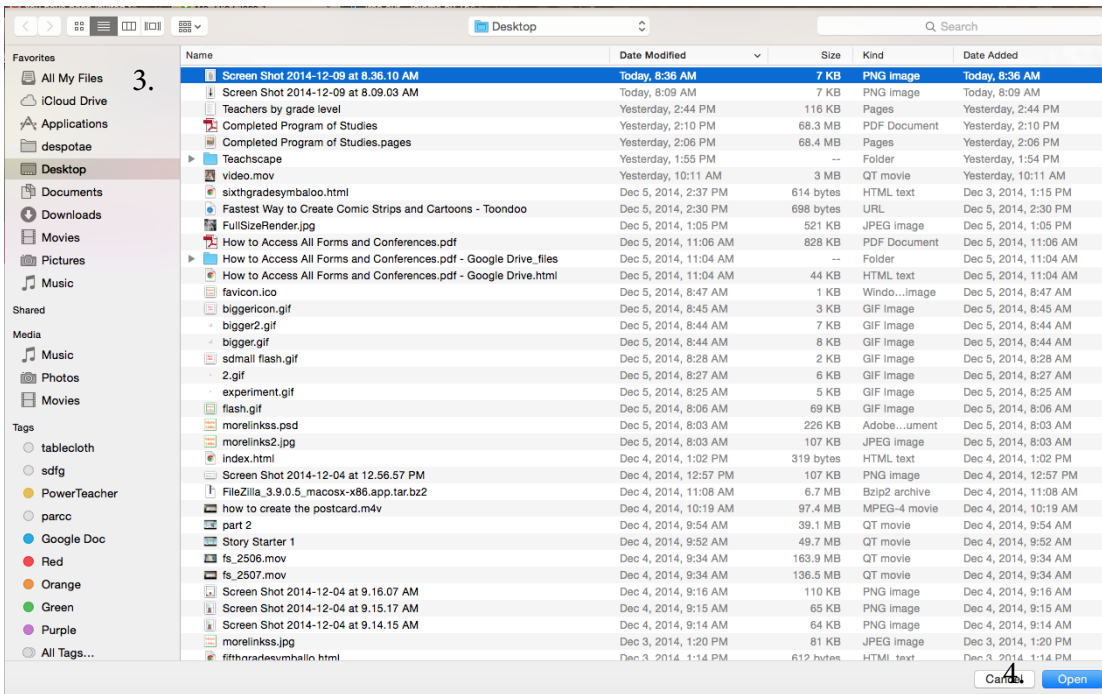 Desktop
Search
Favorites
Name Date Modified Size Kind Date Added
All My Files
3.
iCloud Drive
Applications
despotae
Desktop
Documents
Downloads
Movies
Pictures
Music
Shared
Media
Music
Photos
Movies
Tags
tablecloth
sdfg
PowerTeacher
parcc
Google Doc
Red
Orange
Green
Purple
All Tags...
Screen Shot 2014-12-09 at 8.36.10 AM Today, 8:36 AM 7 KB PNG image Today, 8:36 AM
Screen Shot 2014-12-09 at 8.09.03 AM Today, 8:09 AM 7 KB PNG image Today, 8:09 AM
Teachers by grade level Yesterday, 2:44 PM 116 KB Pages Yesterday, 2:44 PM
Completed Program of Studies Yesterday, 2:10 PM 68.3 MB PDF Document Yesterday, 2:10 PM
Completed Program of Studies.pages Yesterday, 2:06 PM 68.4 MB Pages Yesterday, 2:06 PM
Teachscape Yesterday, 1:55 PM -- Folder Yesterday, 1:54 PM
video.mov Yesterday, 10:11 AM 3 MB QT movie Yesterday, 10:11 AM
sixthgradesymbaloo.html Dec 5, 2014, 2:37 PM 614 bytes HTML text Dec 3, 2014, 1:15 PM
Fastest Way to Create Comic Strips and Cartoons - Toondoo Dec 5, 2014, 2:30 PM 698 bytes URL Dec 5, 2014, 2:30 PM
FullSizeRender.jpg Dec 5, 2014, 1:05 PM 521 KB JPEG image Dec 5, 2014, 1:05 PM
How to Access All Forms and Conferences.pdf Dec 5, 2014, 11:06 AM 828 KB PDF Document Dec 5, 2014, 11:06 AM
How to Access All Forms and Conferences.pdf - Google Drive_files Dec 5, 2014, 11:04 AM -- Folder Dec 5, 2014, 11:04 AM
How to Access All Forms and Conferences.pdf - Google Drive.html Dec 5, 2014, 11:04 AM 44 KB HTML text Dec 5, 2014, 11:04 AM
favicon.ico Dec 5, 2014, 8:47 AM 1 KB Windo...image Dec 5, 2014, 8:47 AM
biggericon.gif Dec 5, 2014, 8:45 AM 3 KB GIF Image Dec 5, 2014, 8:45 AM
bigger2.gif Dec 5, 2014, 8:44 AM 7 KB GIF Image Dec 5, 2014, 8:44 AM
bigger.gif Dec 5, 2014, 8:44 AM 8 KB GIF Image Dec 5, 2014, 8:44 AM
sdmall flash.gif Dec 5, 2014, 8:28 AM 2 KB GIF Image Dec 5, 2014, 8:28 AM
2.gif Dec 5, 2014, 8:27 AM 6 KB GIF Image Dec 5, 2014, 8:27 AM
experiment.gif Dec 5, 2014, 8:25 AM 5 KB GIF Image Dec 5, 2014, 8:25 AM
flash.gif Dec 5, 2014, 8:06 AM 69 KB GIF Image Dec 5, 2014, 8:06 AM
morelinkss.psd Dec 5, 2014, 8:03 AM 226 KB Adobe...ument Dec 5, 2014, 8:03 AM
morelinks2.jpg Dec 5, 2014, 8:03 AM 107 KB JPEG image Dec 5, 2014, 8:03 AM
index.html Dec 4, 2014, 1:02 PM 319 bytes HTML text Dec 4, 2014, 1:02 PM
Screen Shot 2014-12-04 at 12.56.57 PM Dec 4, 2014, 12:57 PM 107 KB PNG image Dec 4, 2014, 12:57 PM
FileZilla_3.9.0.5_macosx-x86.app.tar.bz2 Dec 4, 2014, 11:08 AM 6.7 MB Bzip2 archive Dec 4, 2014, 11:08 AM
how to create the postcard.m4v Dec 4, 2014, 10:19 AM 97.4 MB MPEG-4 movie Dec 4, 2014, 10:19 AM
part 2 Dec 4, 2014, 9:54 AM 39.1 MB QT movie Dec 4, 2014, 9:54 AM
Story Starter 1 Dec 4, 2014, 9:52 AM 49.7 MB QT movie Dec 4, 2014, 9:52 AM
fs_2506.mov Dec 4, 2014, 9:34 AM 163.9 MB QT movie Dec 4, 2014, 9:34 AM
fs_2507.mov Dec 4, 2014, 9:34 AM 136.5 MB QT movie Dec 4, 2014, 9:34 AM
Screen Shot 2014-12-04 at 9.16.07 AM Dec 4, 2014, 9:16 AM 110 KB PNG image Dec 4, 2014, 9:16 AM
Screen Shot 2014-12-04 at 9.15.17 AM Dec 4, 2014, 9:15 AM 65 KB PNG image Dec 4, 2014, 9:15 AM
Screen Shot 2014-12-04 at 9.14.15 AM Dec 4, 2014, 9:14 AM 64 KB PNG image Dec 4, 2014, 9:14 AM
morelinkss.jpg Dec 3, 2014, 1:20 PM 81 KB JPEG image Dec 3, 2014, 1:20 PM
fifthgradesymballo.html Dec 3, 2014, 1:14 PM 612 bytes HTML text Dec 3, 2014, 1:14 PM
4.
Cancel Open